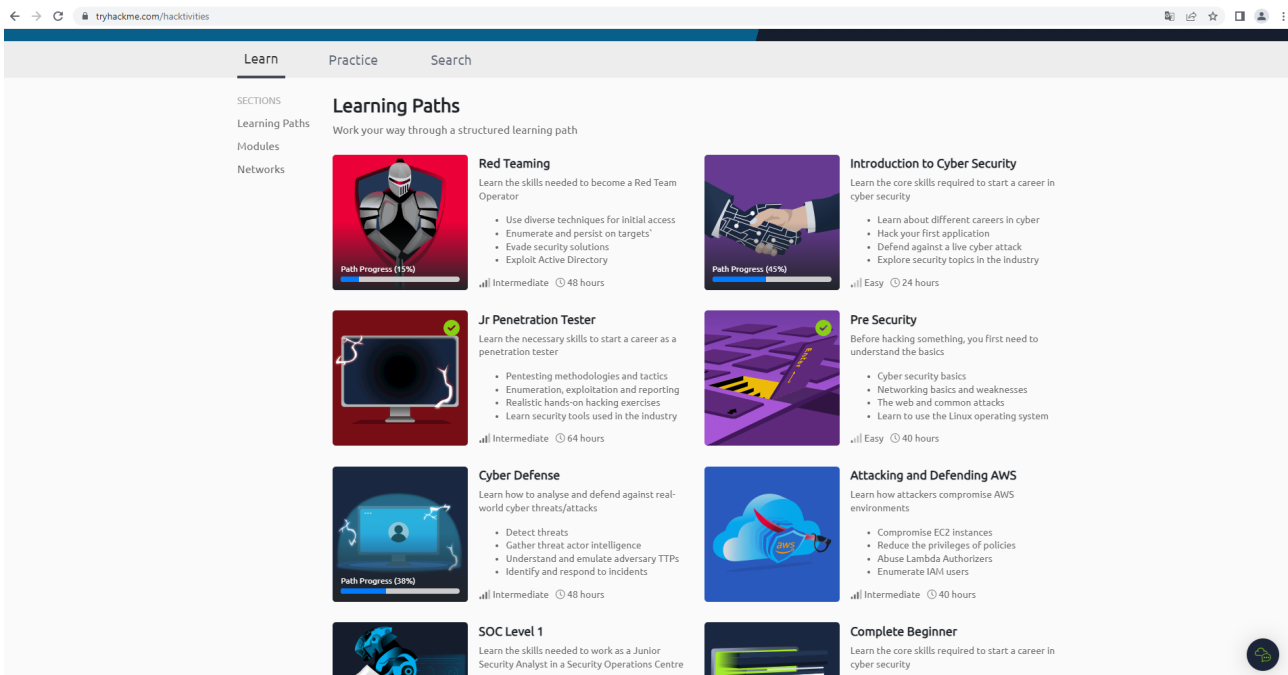 tryhackme.com/hacktivities
Learn
Practice
Search
SECTIONS
Learning Paths
Modules
Networks
Learning Paths
Work your way through a structured learning path
Path Progress (15%)
Red Teaming
Learn the skills needed to become a Red Team
Operator
• Use diverse techniques for initial access
• Enumerate and persist on targets`
• Evade security solutions
• Exploit Active Directory
Intermediate 48 hours
Path Progress (45%)
Introduction to Cyber Security
Learn the core skills required to start a career in
cyber security
• Learn about different careers in cyber
• Hack your first application
• Defend against a live cyber attack
• Explore security topics in the industry
Easy 24 hours
Jr Penetration Tester
Learn the necessary skills to start a career as a
penetration tester
• Pentesting methodologies and tactics
• Enumeration, exploitation and reporting
• Realistic hands-on hacking exercises
• Learn security tools used in the industry
Intermediate 64 hours
Pre Security
Before hacking something, you first need to
understand the basics
• Cyber security basics
• Networking basics and weaknesses
• The web and common attacks
• Learn to use the Linux operating system
Easy 40 hours
Path Progress (38%)
Cyber Defense
Learn how to analyse and defend against real-
world cyber threats/attacks
• Detect threats
• Gather threat actor intelligence
• Understand and emulate adversary TTPs
• Identify and respond to incidents
Intermediate 48 hours
aws
Attacking and Defending AWS
Learn how attackers compromise AWS
environments
• Compromise EC2 instances
• Reduce the privileges of policies
• Abuse Lambda Authorizers
• Enumerate IAM users
Intermediate 40 hours
SOC Level 1
Learn the skills needed to work as a Junior
Security Analyst in a Security Operations Centre
Complete Beginner
Learn the core skills required to start a career in
cyber security